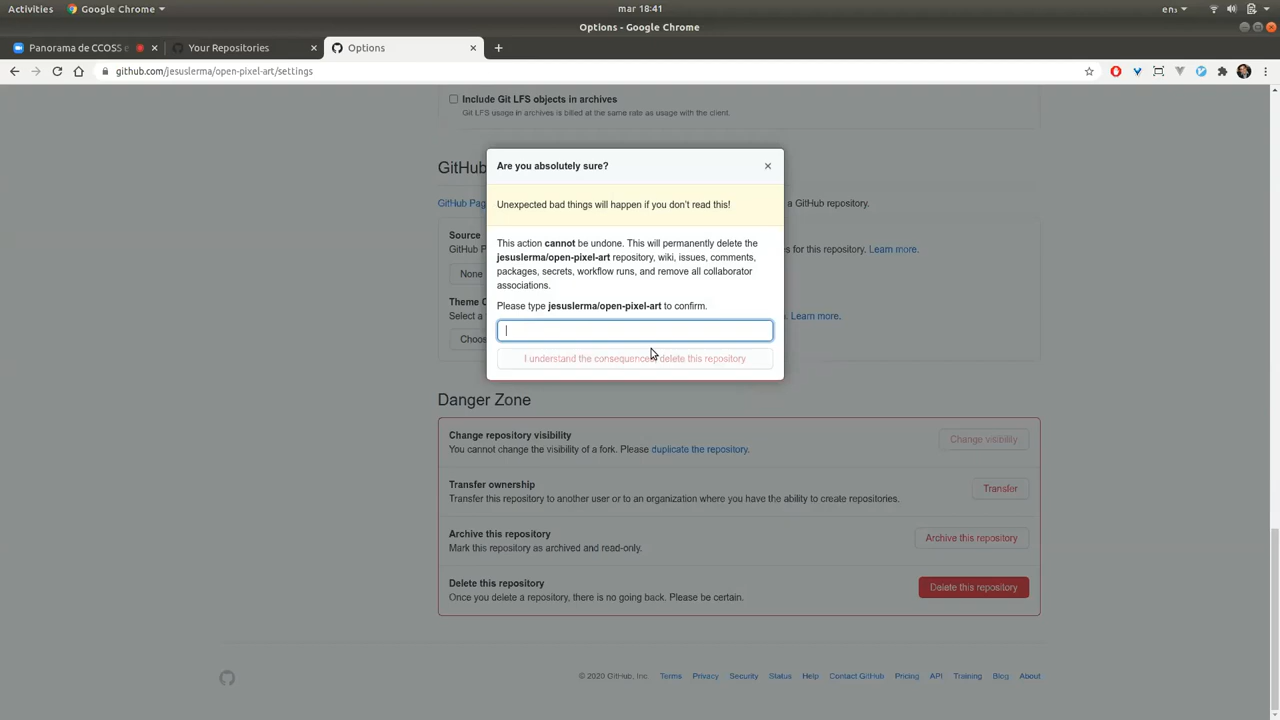 Activities
Google Chrome
mar 18:41
en₁
Options - Google Chrome
Panorama de CCOSS e
Your Repositories
Options
github.com/jesuslerma/open-pixel-art/settings
Include Git LFS objects in archives
Git LFS usage in archives is billed at the same rate as usage with the client.
GitHub
GitHub Pag
a GitHub repository.
Source
GitHub P
es for this repository. Learn more.
None
Theme C
Select a
. Learn more.
Choos
Are you absolutely sure?
Unexpected bad things will happen if you don't read this!
This action cannot be undone. This will permanently delete the
jesuslerma/open-pixel-art repository, wiki, issues, comments,
packages, secrets, workflow runs, and remove all collaborator
associations.
Please type jesuslerma/open-pixel-art to confirm.
I understand the consequences, delete this repository
Danger Zone
Change repository visibility
You cannot change the visibility of a fork. Please duplicate the repository.
Change visibility
Transfer ownership
Transfer this repository to another user or to an organization where you have the ability to create repositories.
Transfer
Archive this repository
Mark this repository as archived and read-only.
Archive this repository
Delete this repository
Once you delete a repository, there is no going back. Please be certain.
Delete this repository
© 2020 GitHub, Inc.
Terms
Privacy
Security
Status
Help
Contact GitHub
Pricing
API
Training
Blog
About